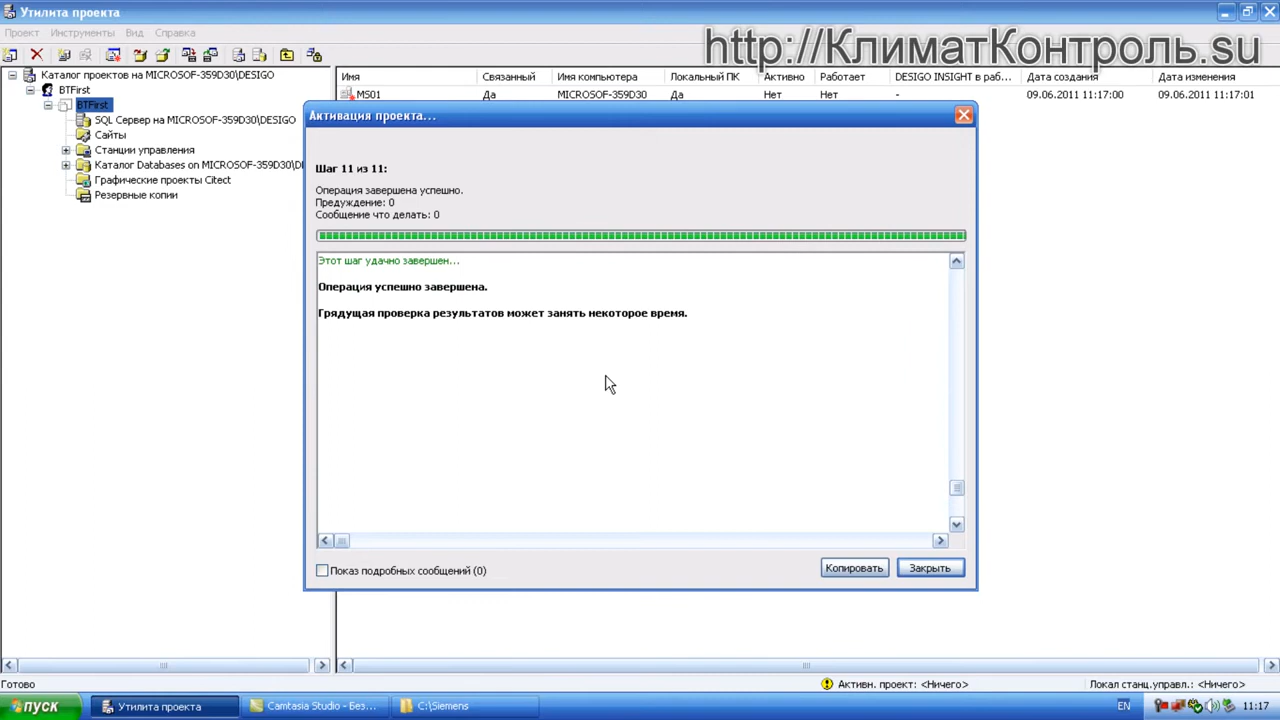 Утилита проекта
Проект Инструменты Вид Справка
http://КлиматКонтроль.su
Каталог проектов на MICROSOF-359D30\DESIGO
BTFirst
BTFirst
SQL Сервер на MICROSOF-359D30\DESIGO
Сайты
Станции управления
Каталог Databases on MICROSOF-359D30\DE
Графические проекты Citect
Резервные копии
Имя Связанный Имя компьютера Локальный ПК Активно Работает DESIGO INSIGHT в раб... Дата создания Дата изменения
MS01 Да MICROSOF-359D30 Да Нет Нет - 09.06.2011 11:17:00 09.06.2011 11:17:01
Активация проекта...
Шаг 11 из 11:
Операция завершена успешно.
Предуждение: 0
Сообщение что делать: 0
Этот шаг удачно завершен...
Операция успешно завершена.
Грядущая проверка результатов может занять некоторое время.
Показ подробных сообщений (0)
Копировать
Закрыть
Готово
Активн. проект: <Ничего>
Локал станц.управл.: <Ничего>
пуск
Утилита проекта
Camtasia Studio - Без...
C:\Siemens
EN
11:17